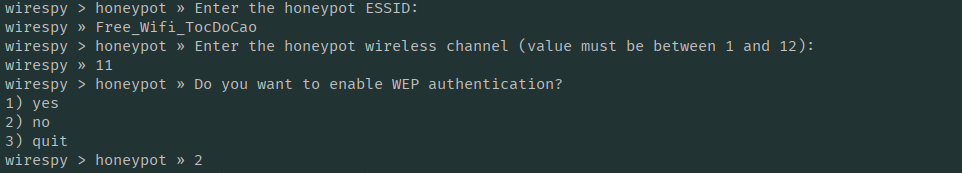 wirespy > honeypot » Enter the honeypot ESSID:
wirespy » Free_Wifi_TocDoCao
wirespy > honeypot » Enter the honeypot wireless channel (value must be between 1 and 12):
wirespy » 11
wirespy > honeypot » Do you want to enable WEP authentication?
1) yes
2) no
3) quit
wirespy > honeypot » 2